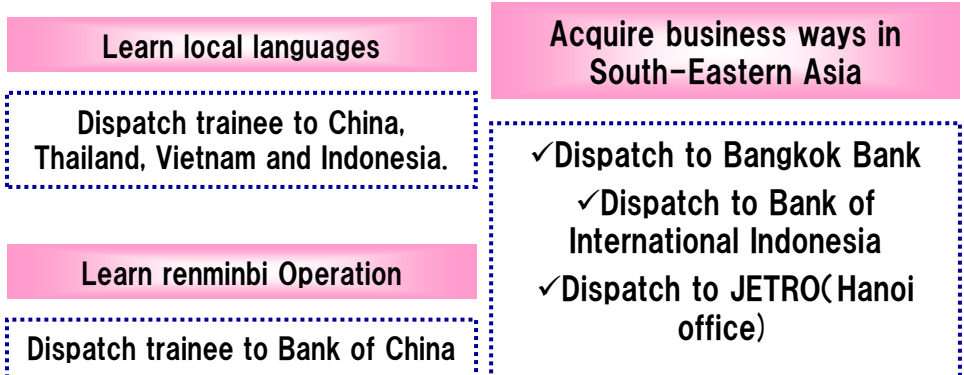 Learn local languages
Dispatch trainee to China,
Thailand, Vietnam and Indonesia.
Learn renminbi Operation
Dispatch trainee to Bank of China
Acquire business ways in
South-Eastern Asia
✓Dispatch to Bangkok Bank
✓Dispatch to Bank of
International Indonesia
✓Dispatch to JETRO(Hanoi
office)